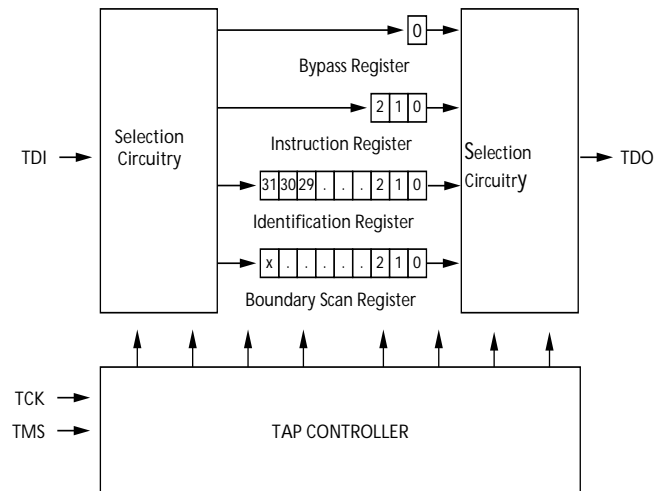 0
Bypass Register
2 1 0
Instruction Register
Selection
Circuitry
TDI
Selection
Circuitry
TDO
31 30 29 . . . 2 1 0
Identification Register
x . . . . . 2 1 0
Boundary Scan Register
TCK
TMS
TAP CONTROLLER